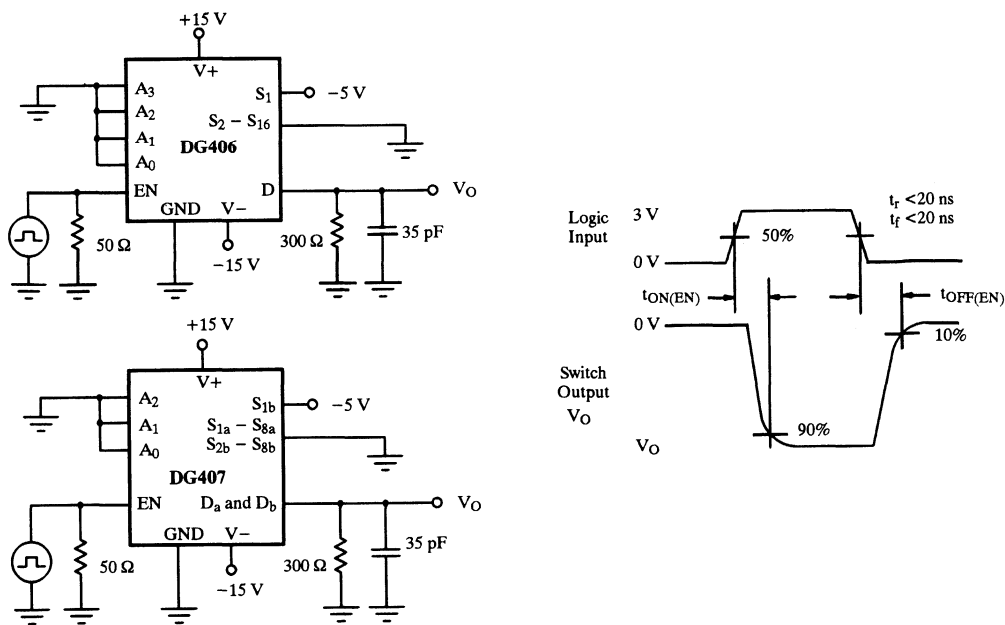 +15 V
V+
A3
A2
A1
A0
S1
−5 V
S2 – S16
DG406
EN
D
VO
GND
V−
50 Ω
−15 V
300 Ω
35 pF
+15 V
V+
A2
A1
A0
S1b
−5 V
S1a – S8a
S2b – S8b
DG407
EN
Da and Db
VO
GND
V−
50 Ω
−15 V
300 Ω
35 pF
Logic
Input
3 V
50%
0 V
tr <20 ns
tf <20 ns
tON(EN)
tOFF(EN)
0 V
10%
Switch
Output
VO
VO
90%